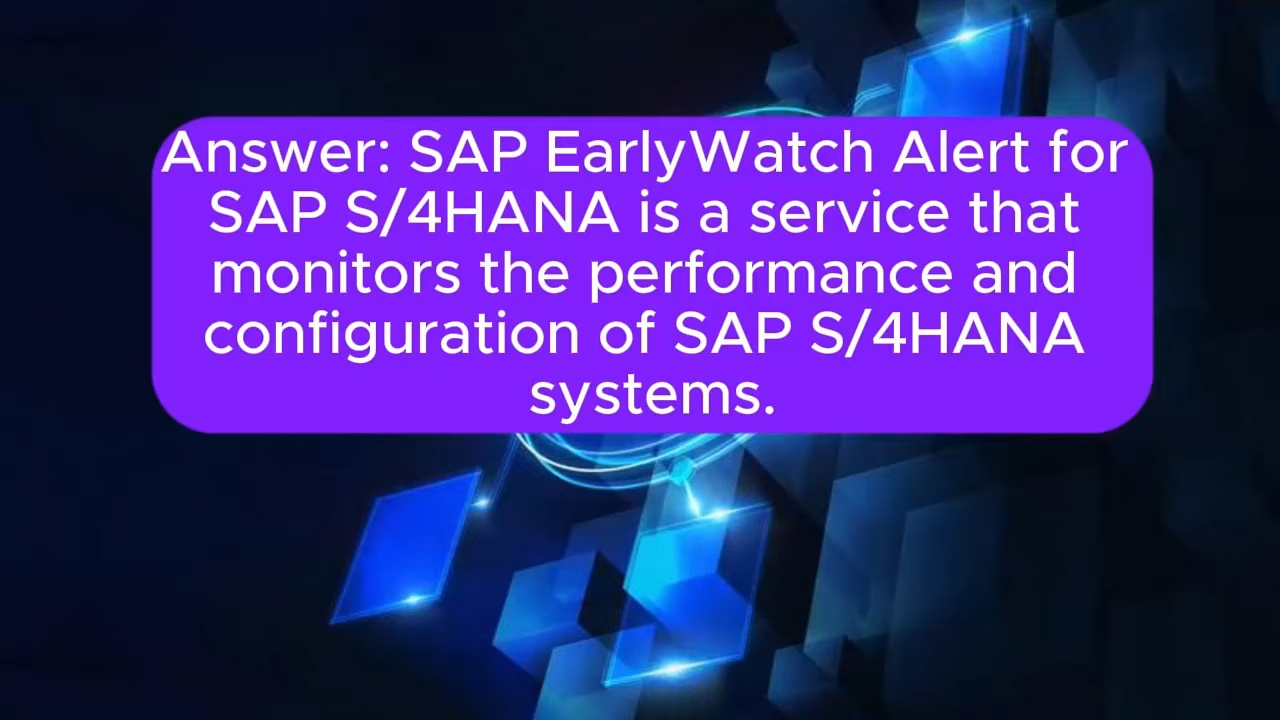 Answer: SAP EarlyWatch Alert for
SAP S/4HANA is a service that
monitors the performance and
configuration of SAP S/4HANA
systems.